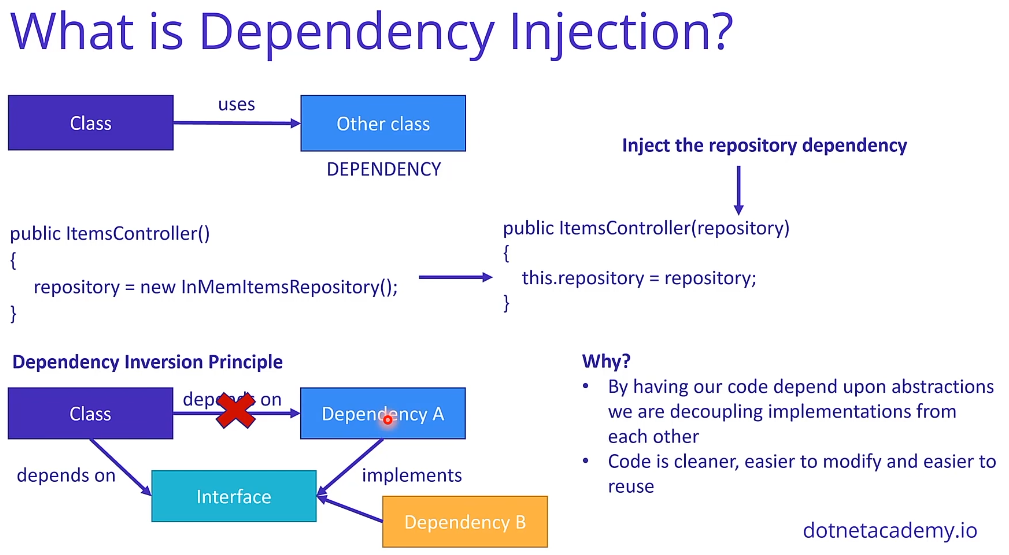 What is Dependency Injection?
Class
uses
Other class
DEPENDENCY
Inject the repository dependency
public ItemsController()
{
repository = new InMemItemsRepository();
}
public ItemsController(repository)
{
this.repository = repository;
}
Dependency Inversion Principle
Class
depends on
Dependency A
depends on
implements
Interface
Dependency B
Why?
• By having our code depend upon abstractions
we are decoupling implementations from
each other
• Code is cleaner, easier to modify and easier to
reuse
dotnetacademy.io